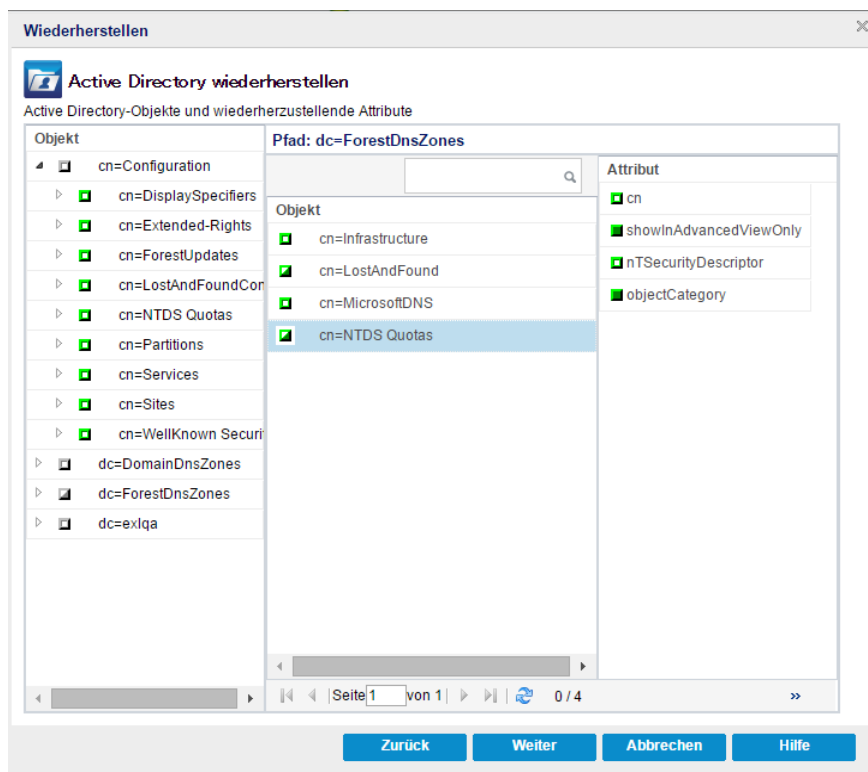 Wiederherstellen
Active Directory wiederherstellen
Active Directory-Objekte und wiederherzustellende Attribute
Objekt
cn=Configuration
cn=DisplaySpecifiers
cn=Extended-Rights
cn=ForestUpdates
cn=LostAndFoundCon
cn=NTDS Quotas
cn=Partitions
cn=Services
cn=Sites
cn=WellKnown Securi
dc=DomainDnsZones
dc=ForestDnsZones
dc=exlqa
Pfad: dc=ForestDnsZones
Objekt
cn=Infrastructure
cn=LostAndFound
cn=MicrosoftDNS
cn=NTDS Quotas
Seite 1 von 1 0 / 4
Attribut
cn
showInAdvancedViewOnly
nTSecurityDescriptor
objectCategory
Zurück Weiter Abbrechen Hilfe